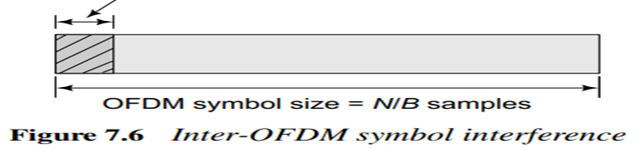 OFDM symbol size = N/B samples
Figure 7.6 Inter-OFDM symbol interference